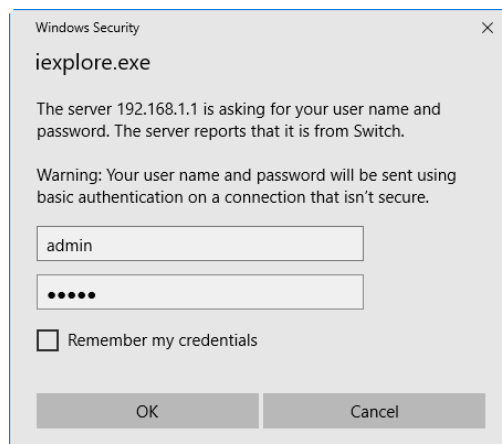 Windows Security
iexplore.exe
The server 192.168.1.1 is asking for your user name and
password. The server reports that it is from Switch.
Warning: Your user name and password will be sent using
basic authentication on a connection that isn't secure.
admin
•••••
Remember my credentials
OK
Cancel